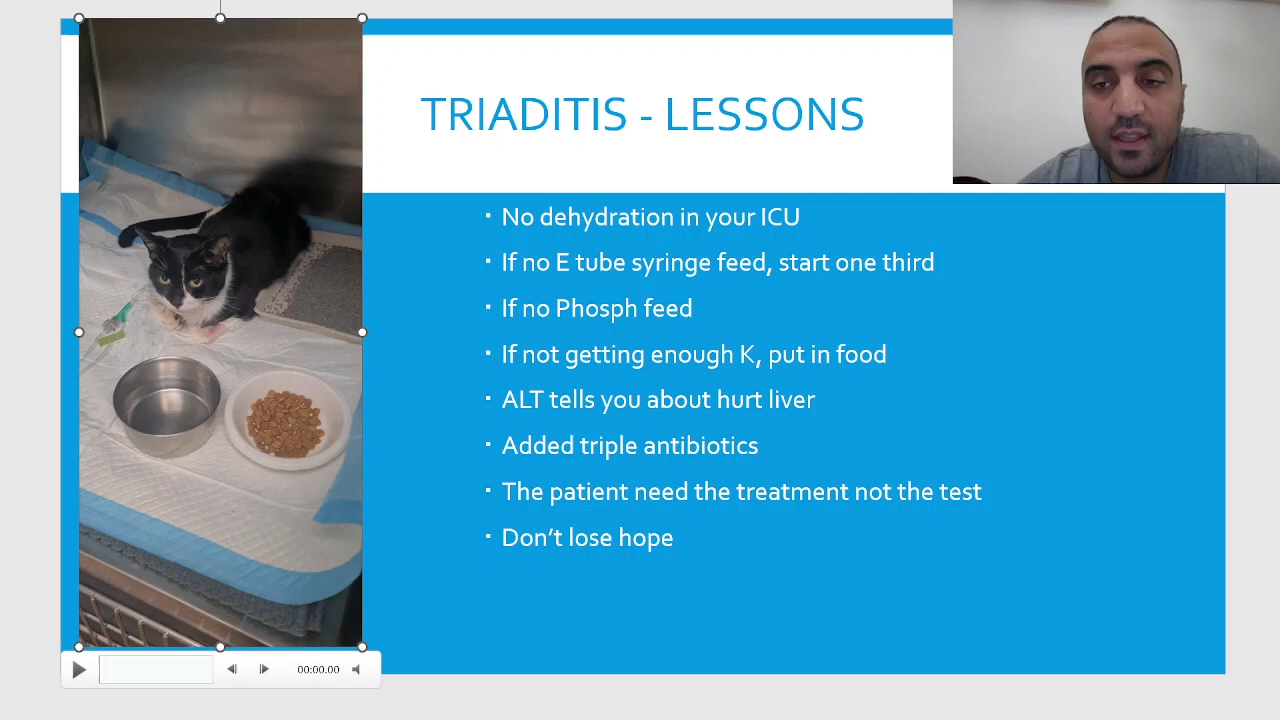 TRIADITIS - LESSONS
No dehydration in your ICU
If no E tube syringe feed, start one third
If no Phosph feed
If not getting enough K, put in food
ALT tells you about hurt liver
Added triple antibiotics
The patient need the treatment not the test
Don’t lose hope
00:00.00